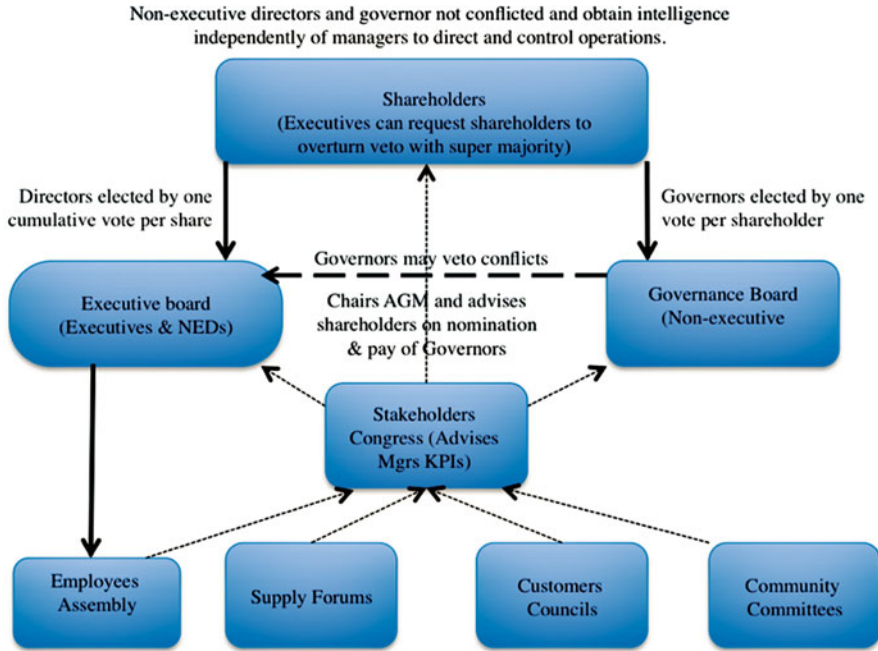 Non-executive directors and governor not conflicted and obtain intelligence
independently of managers to direct and control operations.
Shareholders
(Executives can request shareholders to
overturn veto with super majority)
Directors elected by one
cumulative vote per share
Governors elected by one
vote per shareholder
Governors may veto conflicts
Executive board
(Executives & NEDs)
Chairs AGM and advises
shareholders on nomination
& pay of Governors
Governance Board
(Non-executive
Stakeholders
Congress (Advises
Mgrs KPIs)
Employees
Assembly
Supply Forums
Customers
Councils
Community
Committees